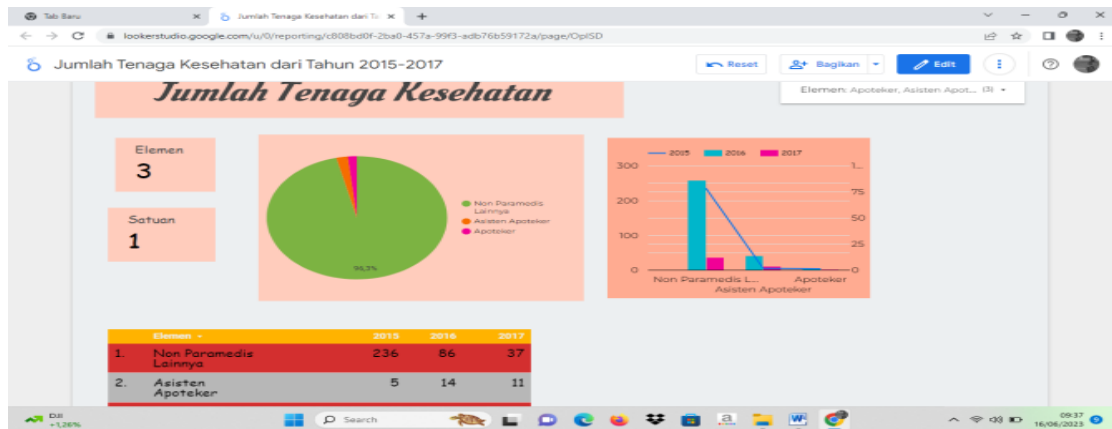 Tab Baru
Jumlah Tenaga Kesehatan dari Ta
lookerstudio.google.com/u/0/reporting/c808bd0f-2ba0-457a-99f3-adb76b59172a/page/OpISD
Jumlah Tenaga Kesehatan dari Tahun 2015-2017
Reset
Bagikan
Edit
Jumlah Tenaga Kesehatan
Elemen: Apoteker, Asisten Apot... (3)
Elemen
3
Satuan
1
96,3%
Non Paramedis
Lainnya
Asisten Apoteker
Apoteker
2015 2016 2017
300
200
100
0
1...
75
50
25
0
Non Paramedis L... Apoteker
Asisten Apoteker
Elemen 2015 2016 2017
1. Non Paramedis Lainnya 236 86 37
2. Asisten Apoteker 5 14 11
DJI
+1,26%
Search
09:37
16/06/2023